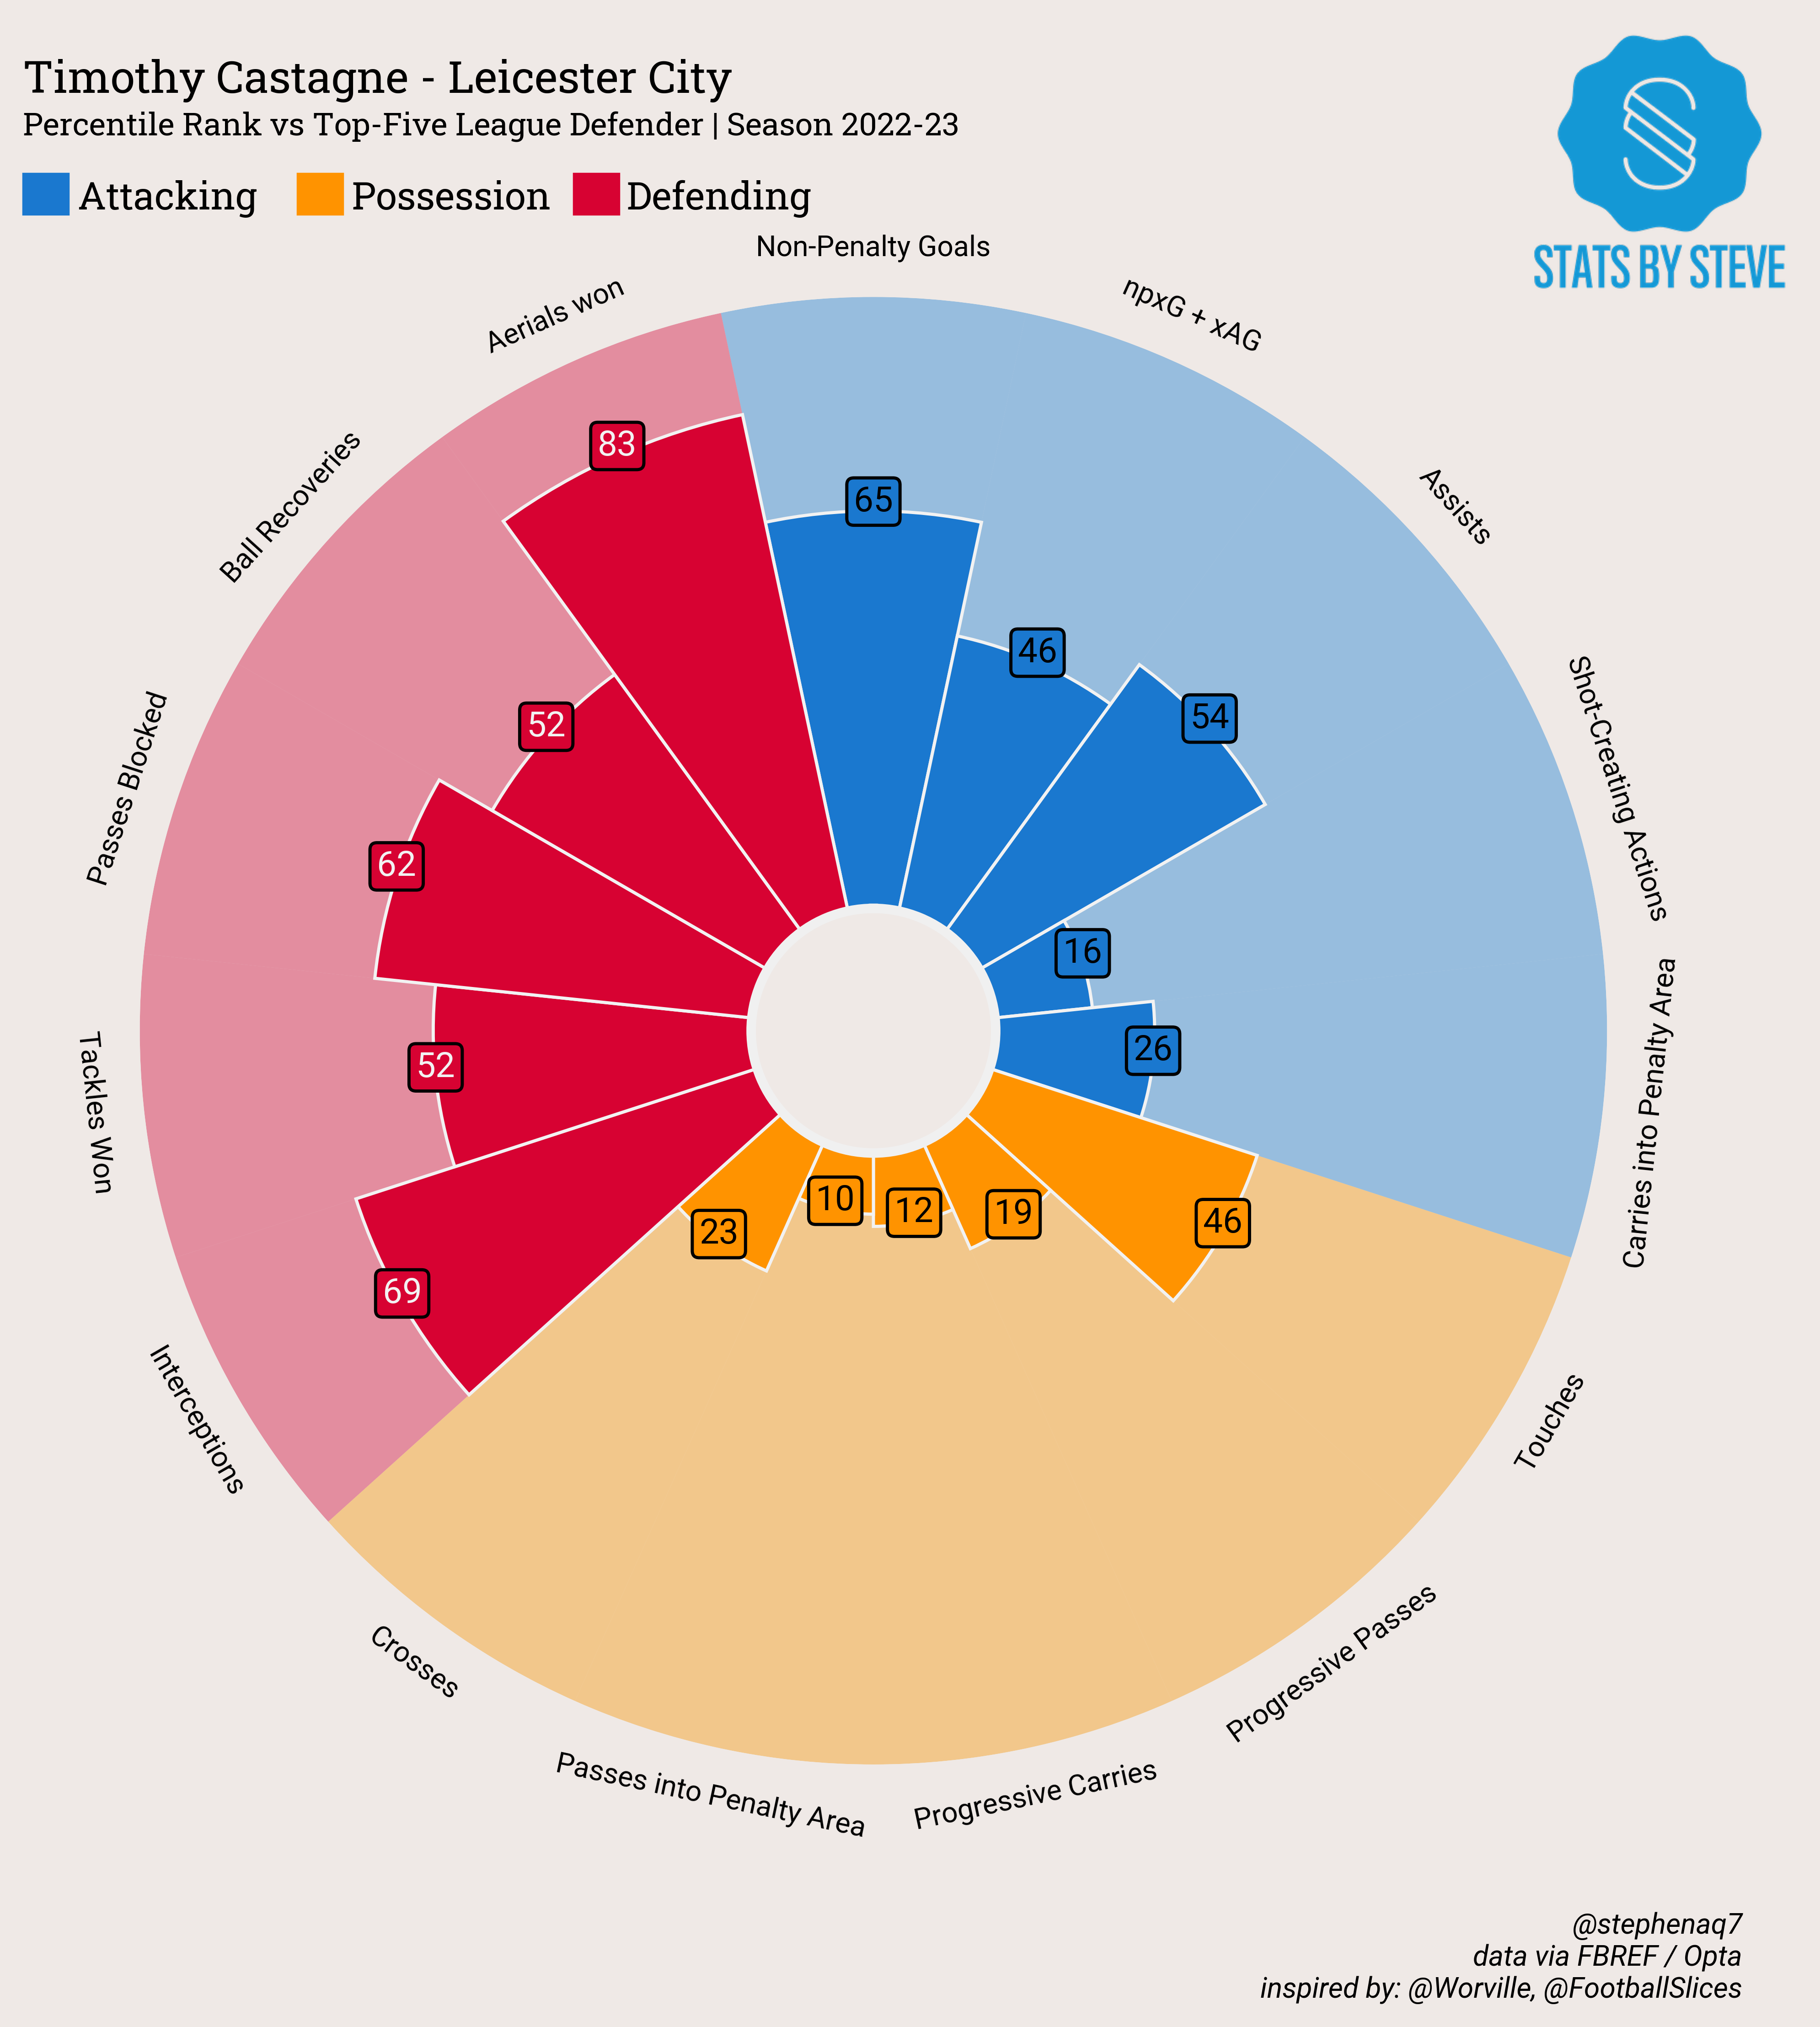 Timothy Castagne - Leicester City
Percentile Rank vs Top-Five League Defender | Season 2022-23
Attacking
Possession
Defending
STATS BY STEVE
Non-Penalty Goals
npxG + xAG
Assists
Shot-Creating Actions
Carries into Penalty Area
Touches
Progressive Passes
Progressive Carries
Passes into Penalty Area
Crosses
Interceptions
Tackles Won
Passes Blocked
Ball Recoveries
Aerials won
65
46
54
16
26
46
19
12
10
23
69
52
62
52
83
@stephenaq7
data via FBREF / Opta
inspired by: @Worville, @FootballSlices